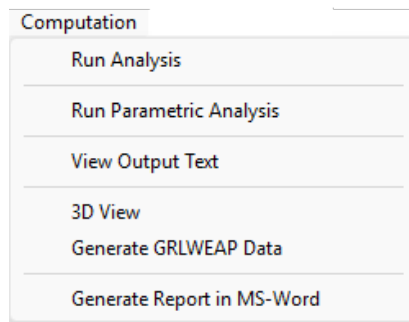 Computation
Run Analysis
Run Parametric Analysis
View Output Text
3D View
Generate GRLWEAP Data
Generate Report in MS-Word